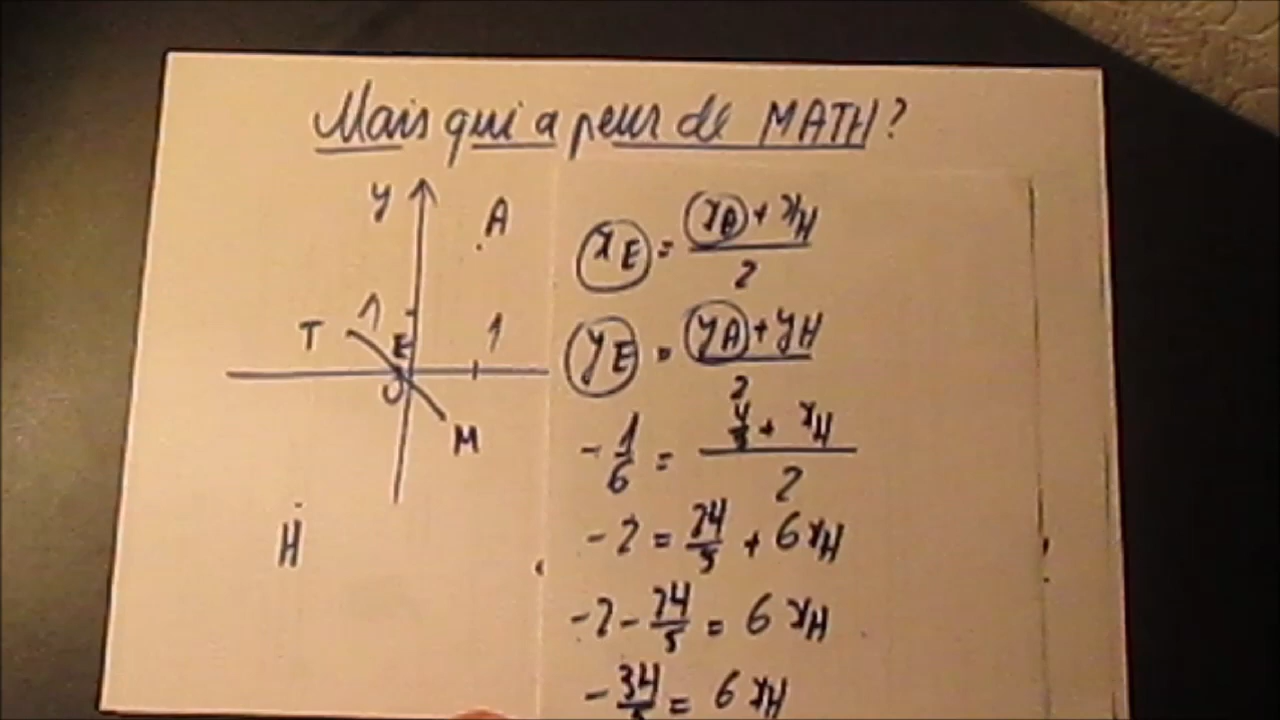 Mais qui a peur de MATH?
y
A
1
T
E
1
O
M
H
xE = (xA + xH)/2
yE = (yA + yH)/2
-1/6 = (4/5 + xH)/2
-2 = 24/5 + 6xH
-2 - 24/5 = 6xH
-34/5 = 6xH